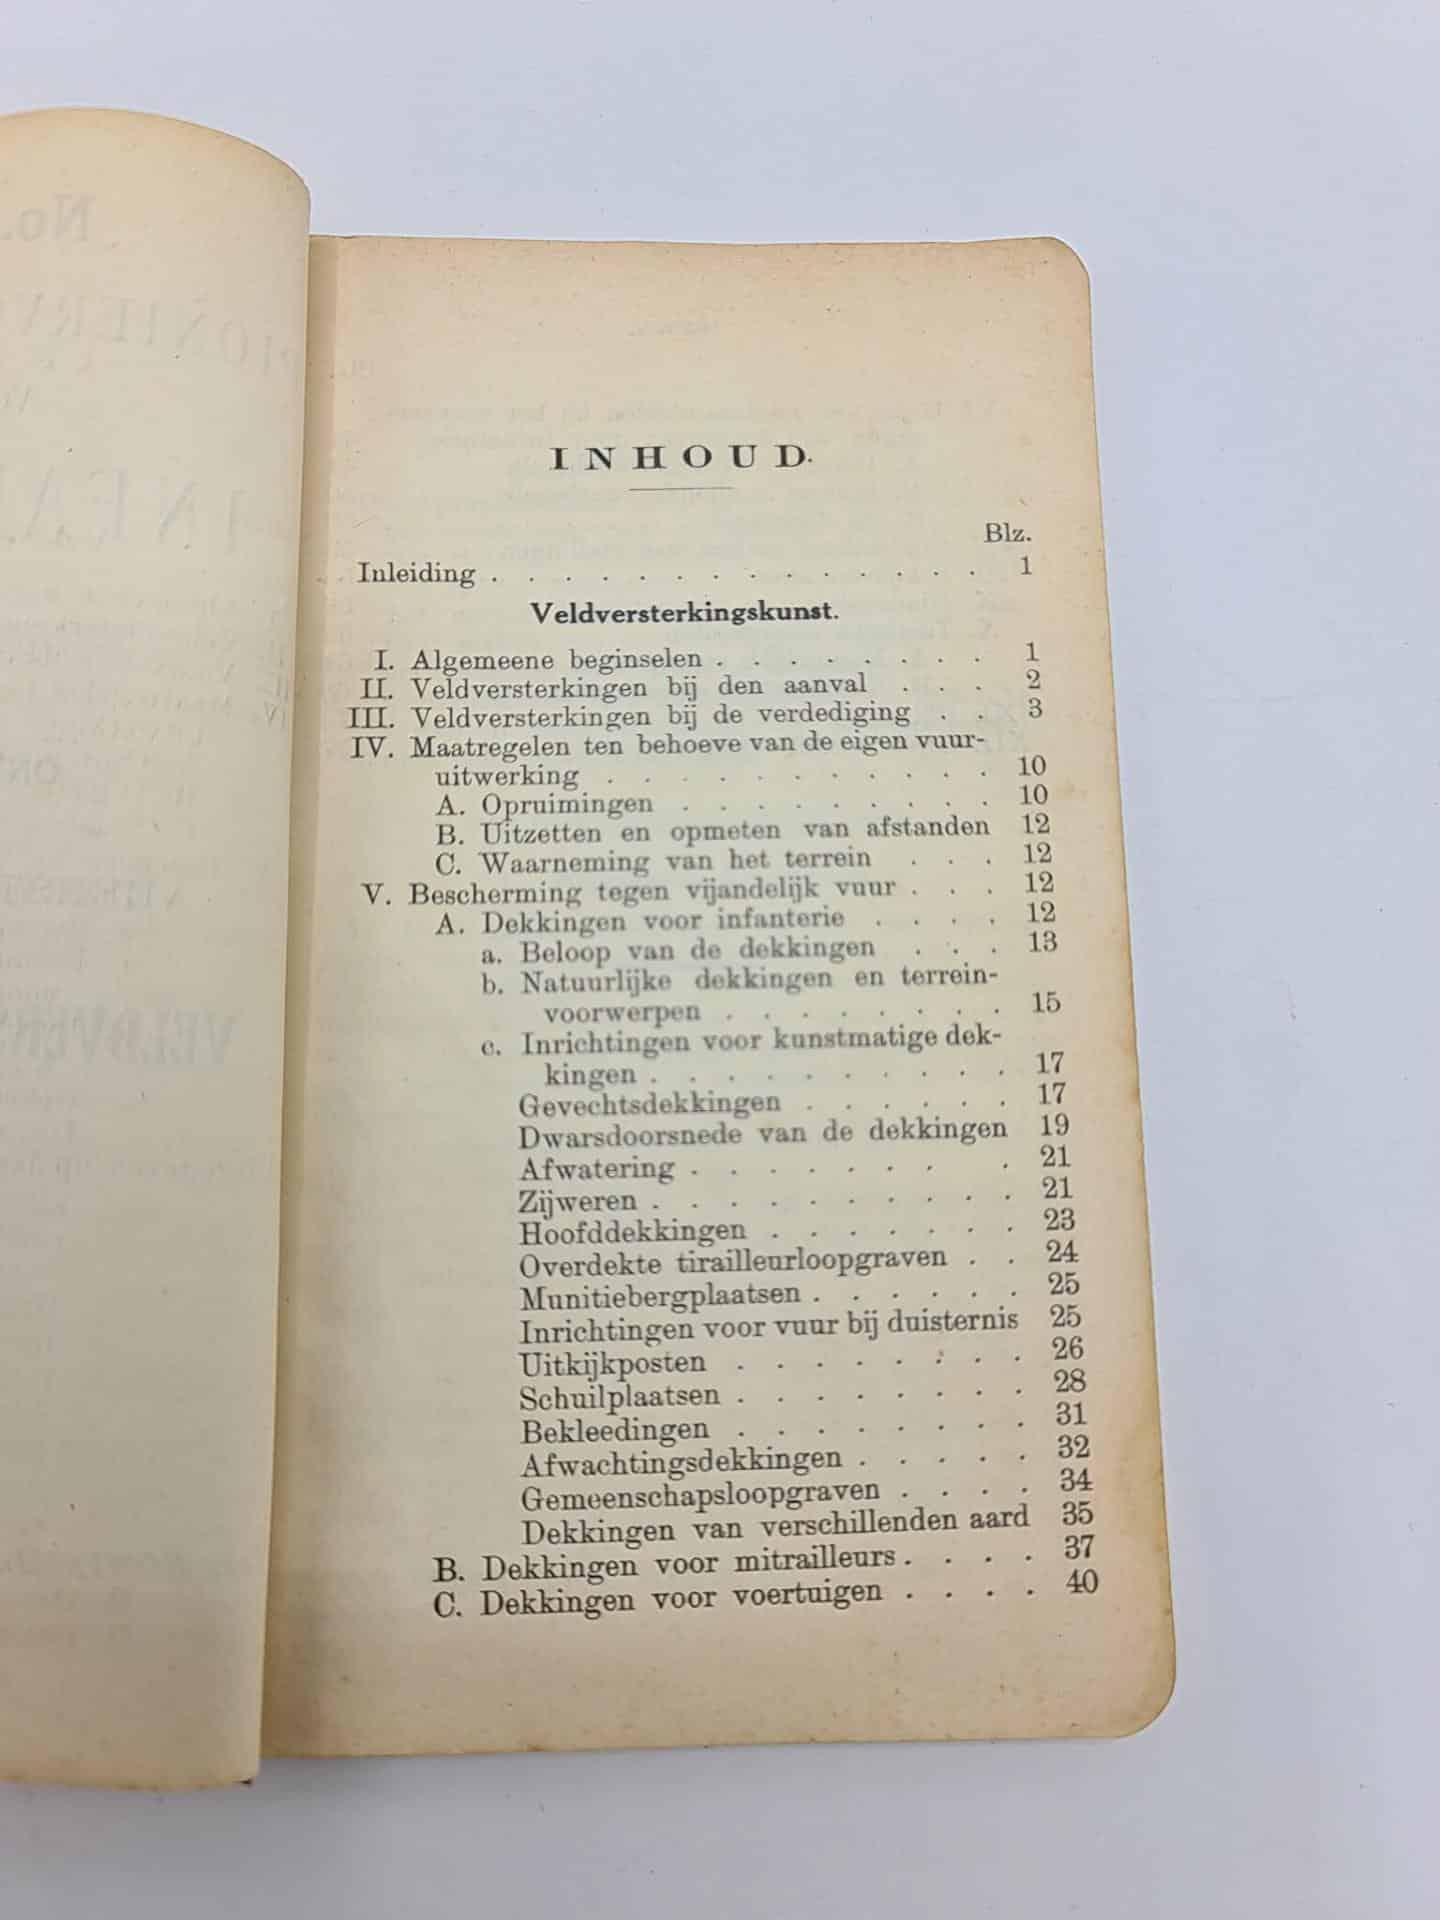 INHOUD.
Blz.
Inleiding . . . . . . . . . . . . . . 1
Veldversterkingskunst.
I. Algemeene beginselen . . . . . . . . 1
II. Veldversterkingen bij den aanval . . . 2
III. Veldversterkingen bij de verdediging . . 3
IV. Maatregelen ten behoeve van de eigen vuur-
uitwerking . . . . . . . . . . . 10
A. Opruimingen . . . . . . . . . 10
B. Uitzetten en opmeten van afstanden 12
C. Waarneming van het terrein . . . 12
V. Bescherming tegen vijandelijk vuur . . . 12
A. Dekkingen voor infanterie . . . . 12
a. Beloop van de dekkingen . . . 13
b. Natuurlijke dekkingen en terrein-
voorwerpen . . . . . . . . 15
c. Inrichtingen voor kunstmatige dek-
kingen . . . . . . . . . . 17
Gevechtsdekkingen . . . . . . 17
Dwarsdoorsnede van de dekkingen 19
Afwatering . . . . . . . . 21
Zijweren . . . . . . . . . . 21
Hoofddekkingen . . . . . . . 23
Overdekte tirailleurloopgraven . . 24
Munitiebergplaatsen . . . . . . 25
Inrichtingen voor vuur bij duisternis 25
Uitkijkposten . . . . . . . . 26
Schuilplaatsen . . . . . . . . 28
Bekleedingen . . . . . . . . 31
Afwachtingsdekkingen . . . . . 32
Gemeenschapsloopgraven . . . . 34
Dekkingen van verschillenden aard 35
B. Dekkingen voor mitrailleurs . . . . 37
C. Dekkingen voor voertuigen . . . . 40